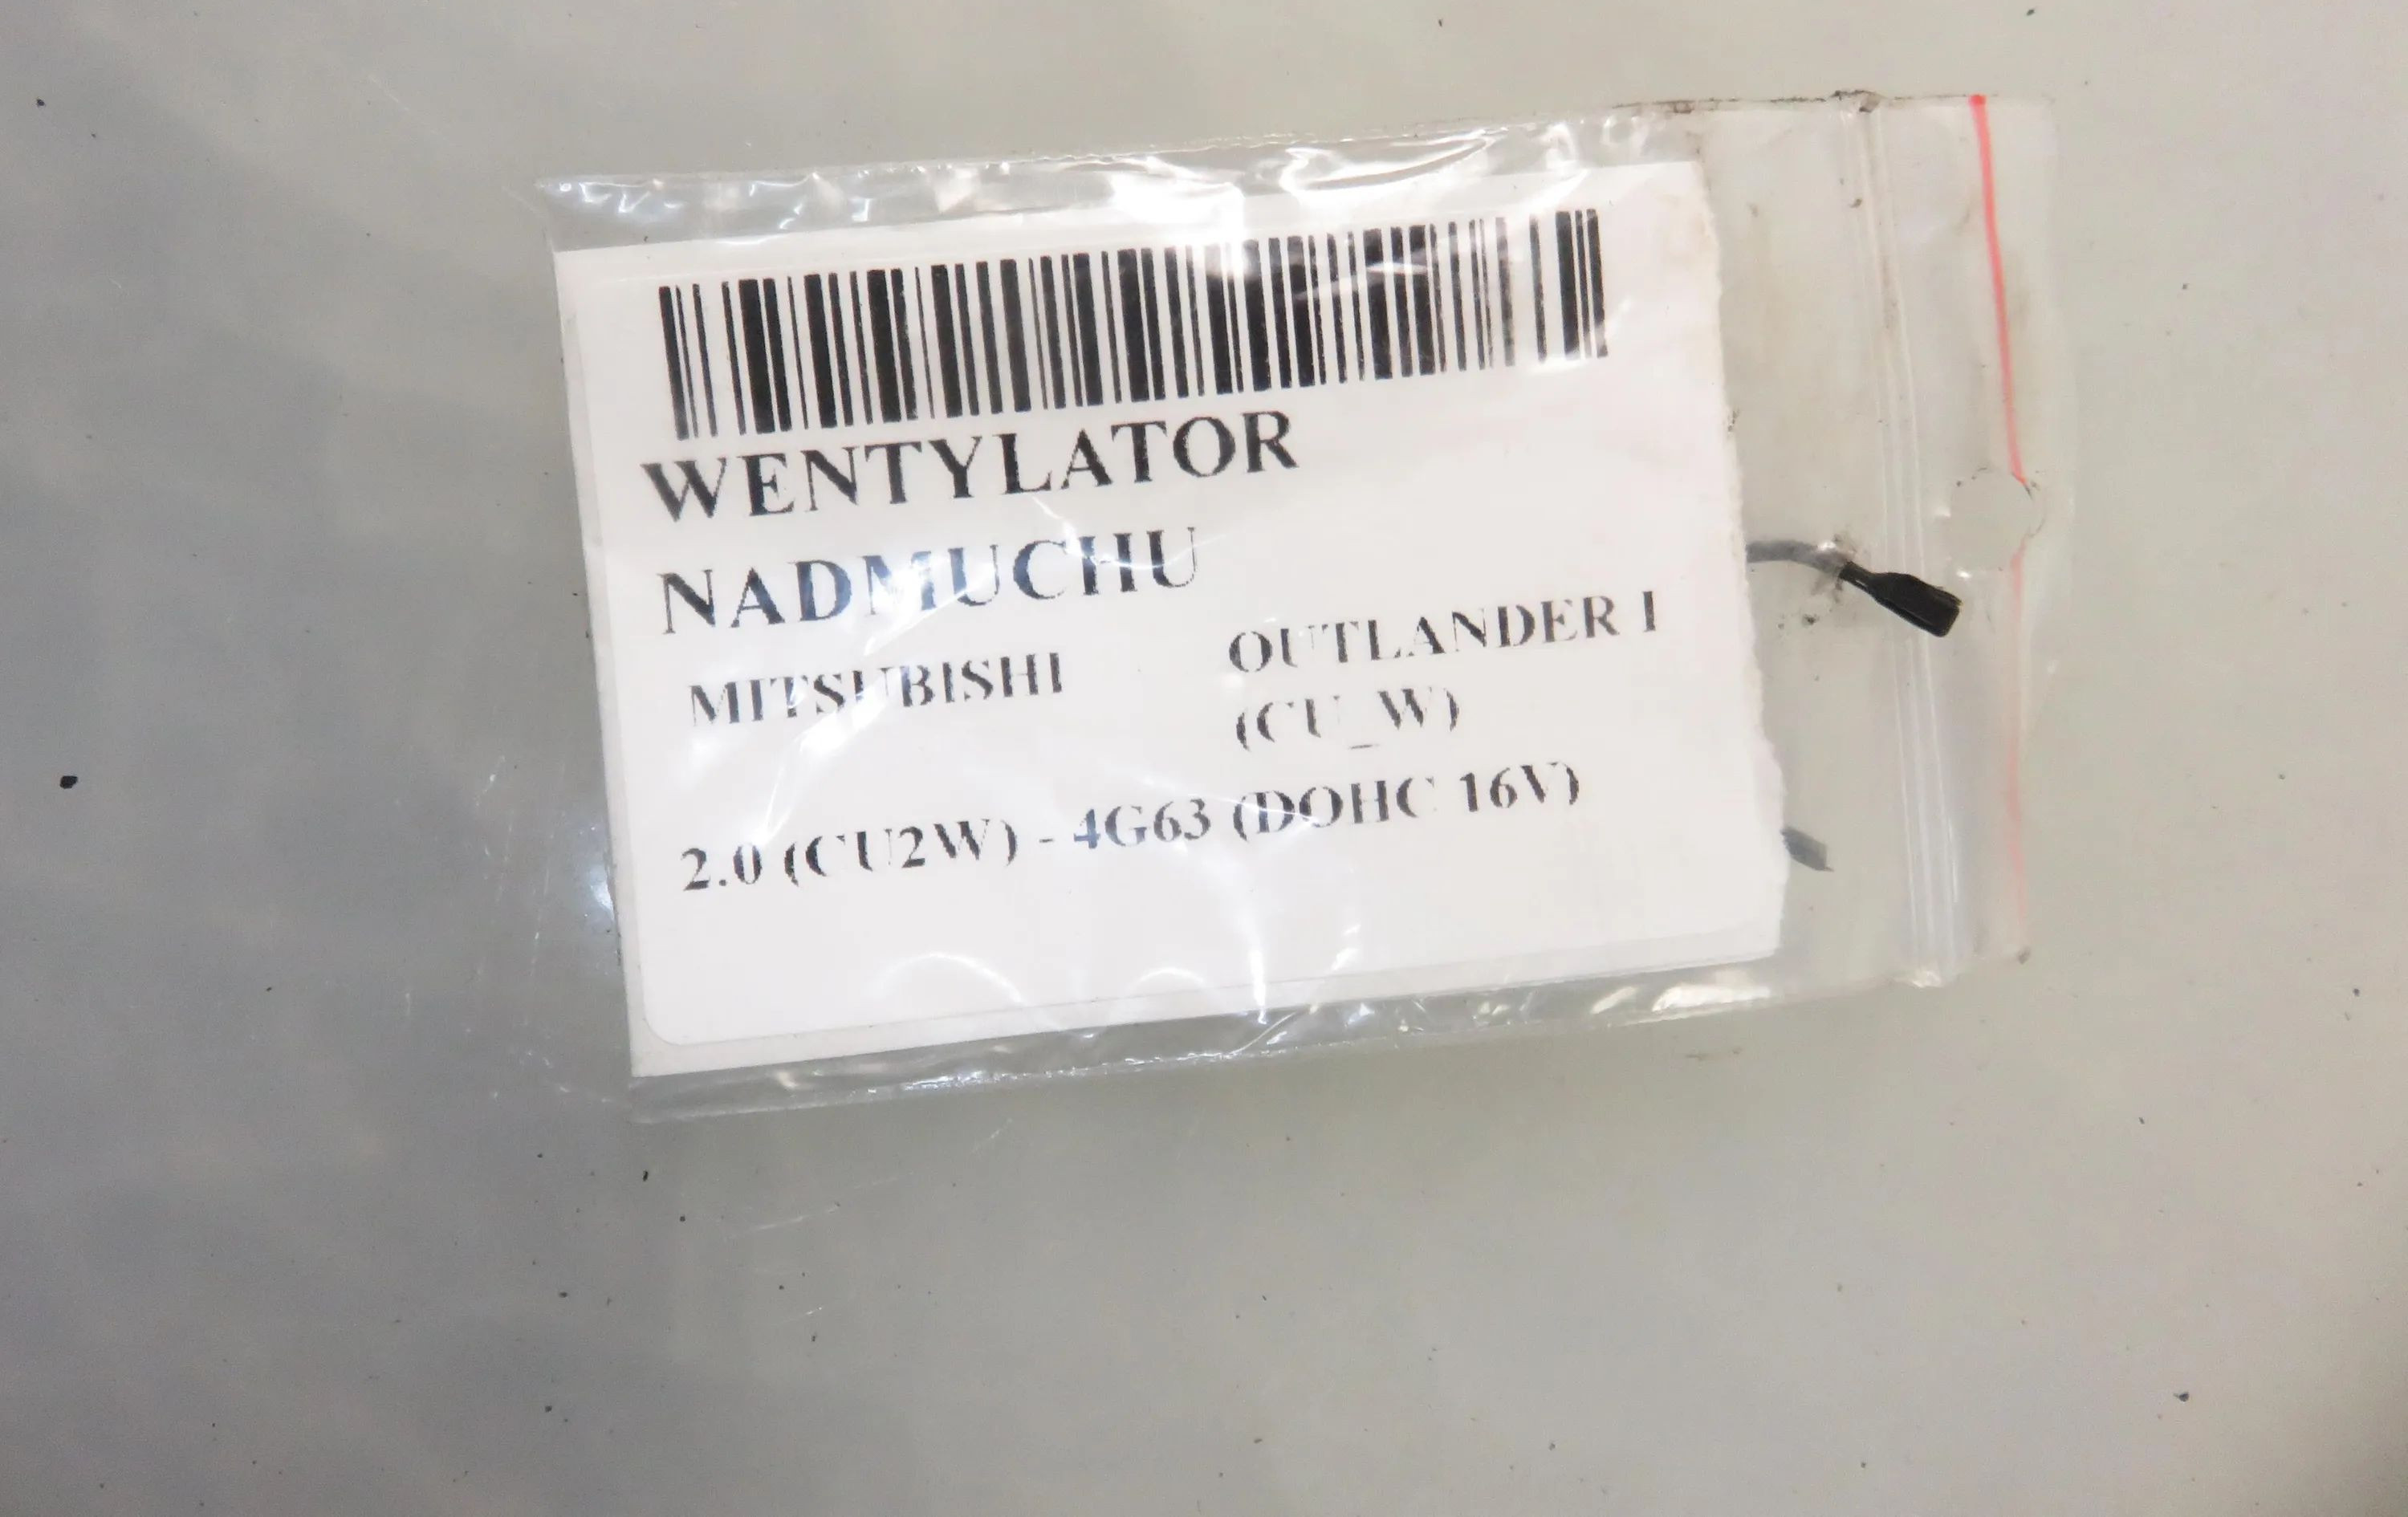 WENTYLATOR
NADMUCHU
MITSUBISHI OUTLANDER I
(CU_W)
2.0 (CU2W) - 4G63 (DOHC 16V)